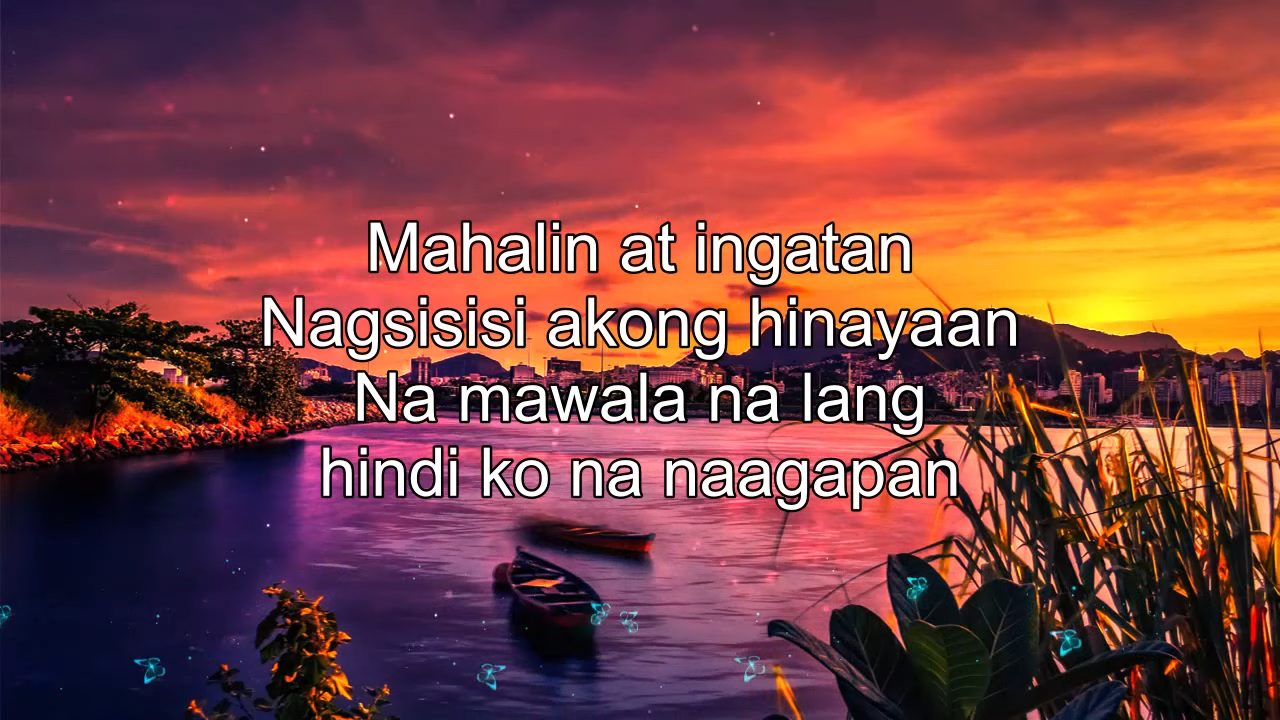 Mahalin at ingatan
Nagsisisi akong hinayaan
Na mawala na lang
hindi ko na naagapan